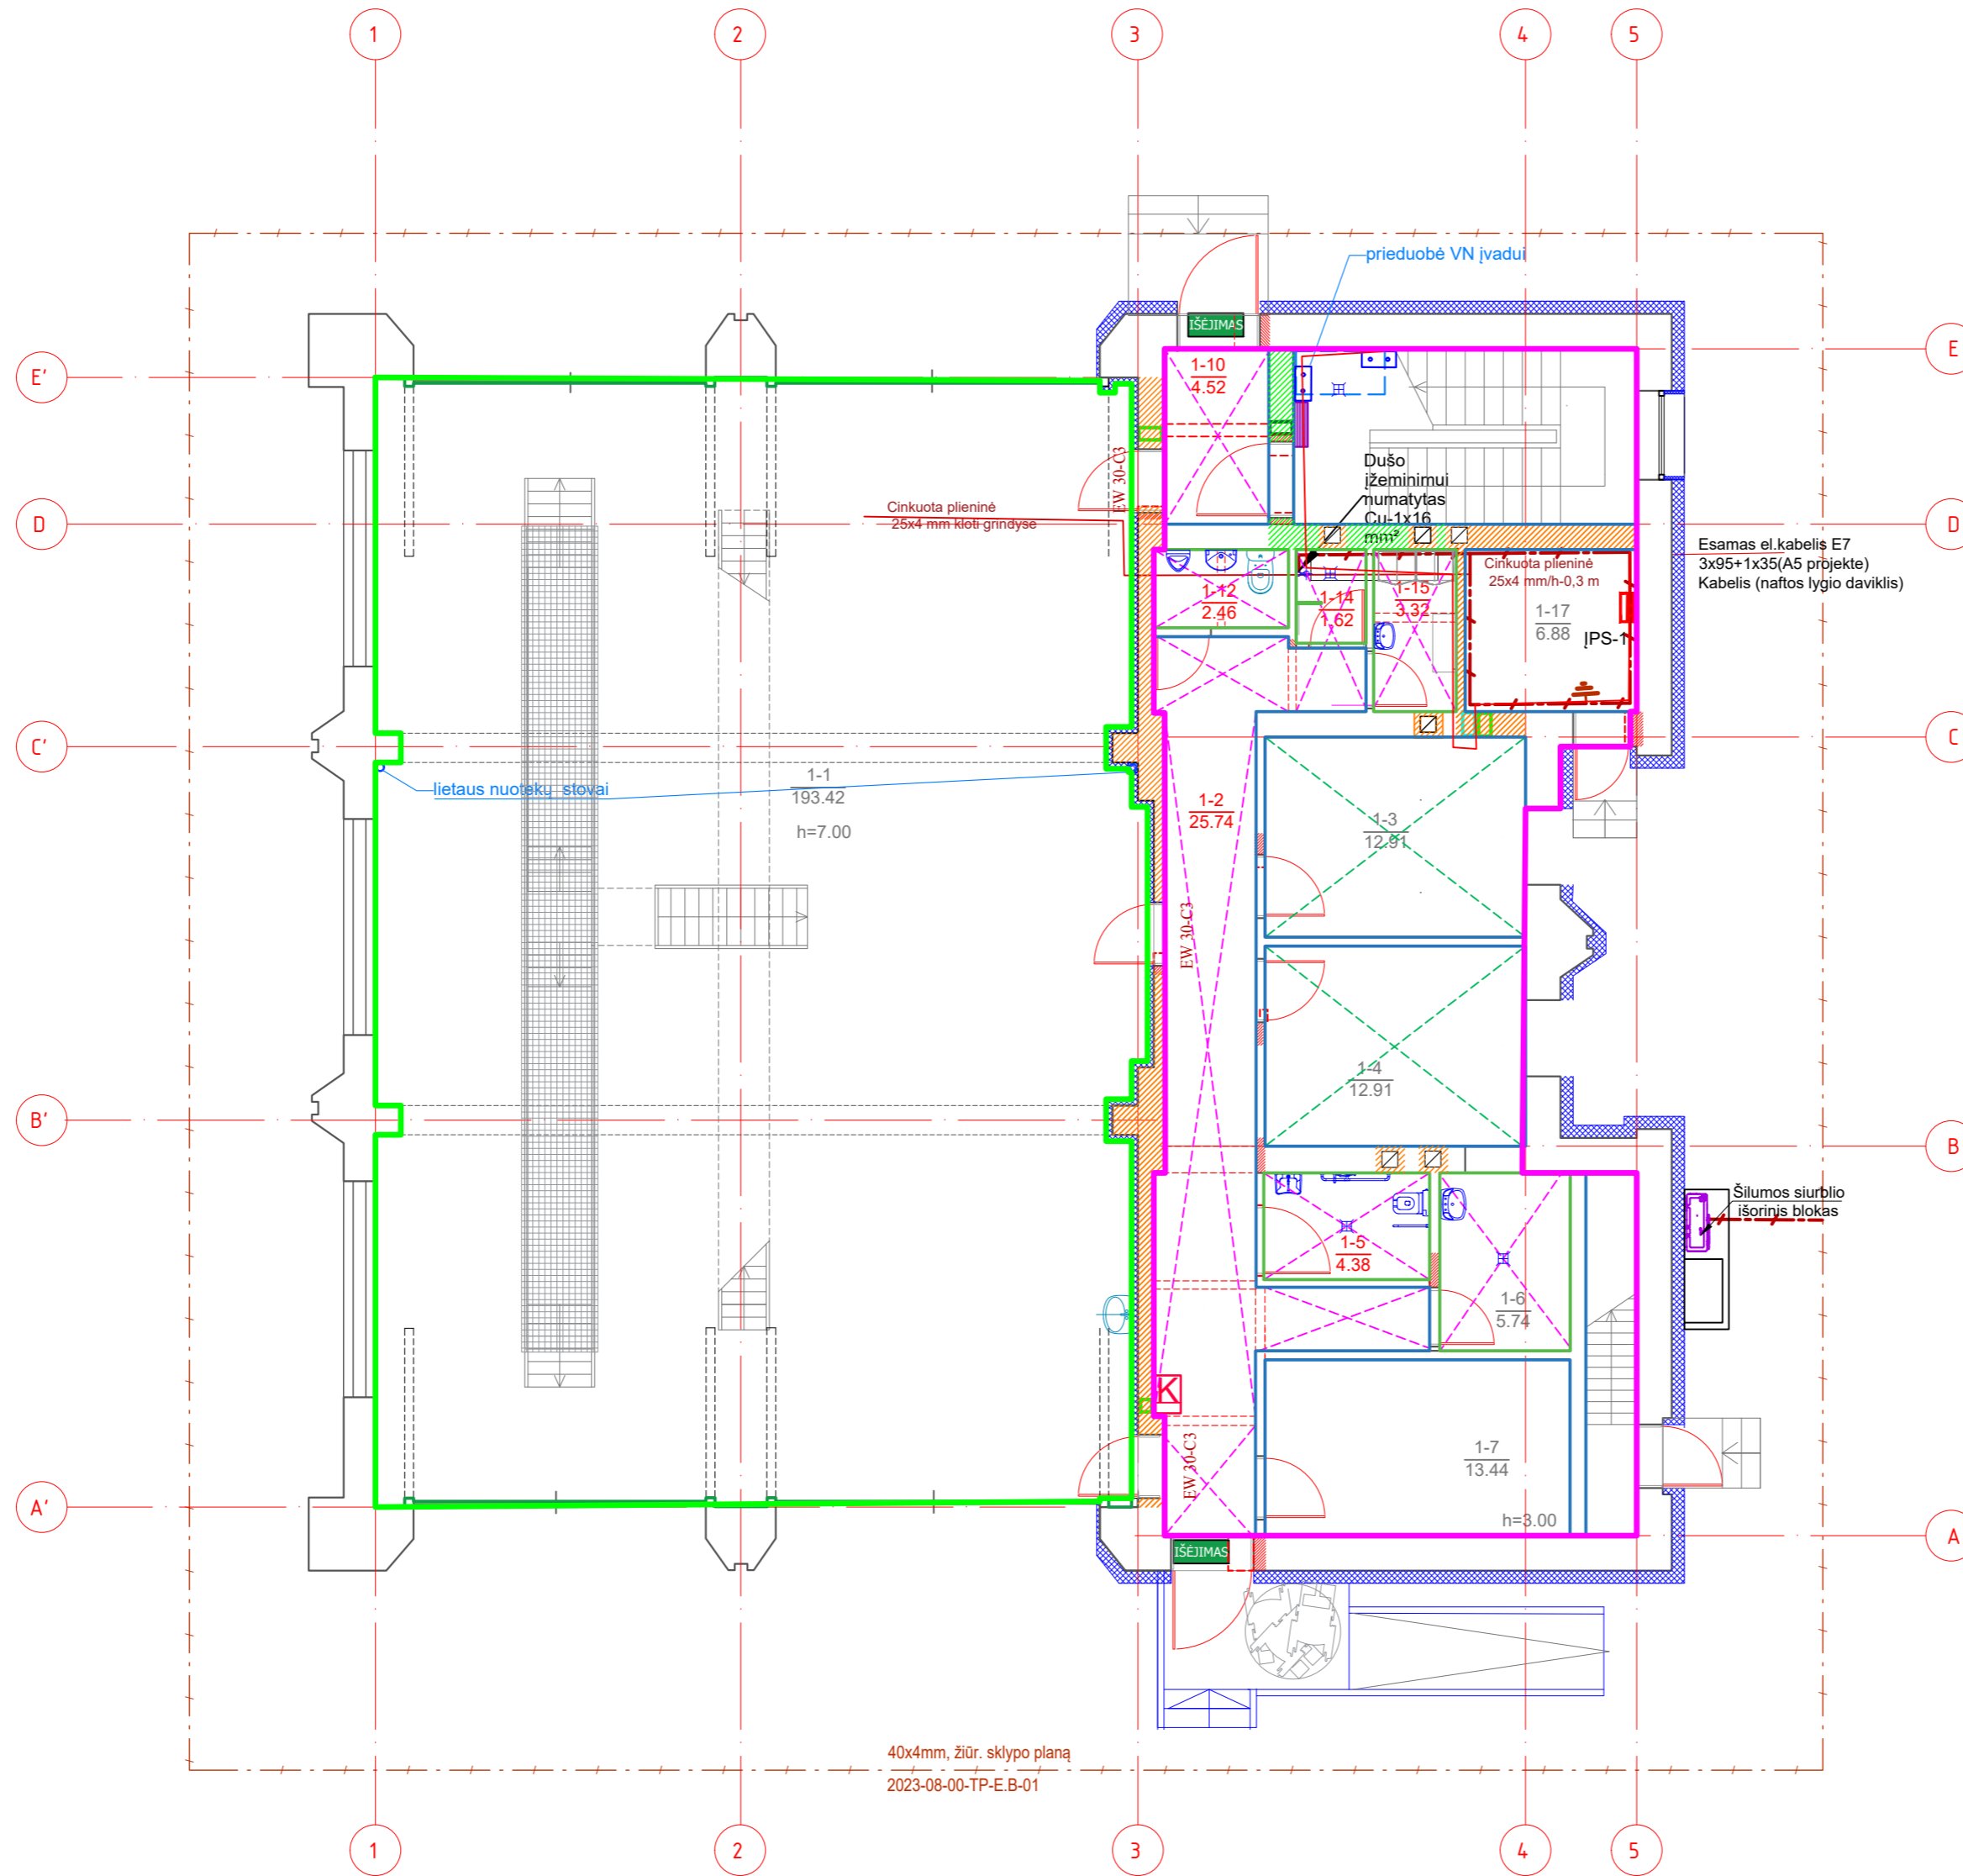 1
2
3
4
5
prieduobė VN įvadui
IŠĖJIMAS
E'
E
1-10
4.52
EW 30-C3
Dušo
įžeminimui
numatytas
Cu-1x16
mm²
Cinkuota plieninė
25x4 mm kloti grindyse
D
D
Esamas el.kabelis E7
3x95+1x35(A5 projekte)
Kabelis (naftos lygio daviklis)
Cinkuota plieninė
25x4 mm/h-0,3 m
1-12
2.46
1-14
1.62
1-15
3.32
1-17
6.88
ĮPS-1
C'
C
lietaus nuotekų stovai
1-1
193.42
h=7.00
1-2
25.74
1-3
12.91
EW 30-C3
1-4
12.91
B'
B
Šilumos siurblio
išorinis blokas
1-5
4.38
1-6
5.74
K
EW 30-C3
1-7
13.44
h=3.00
A'
A
IŠĖJIMAS
40x4mm, žiūr. sklypo planą
2023-08-00-TP-E.B-01
1
2
3
4
5